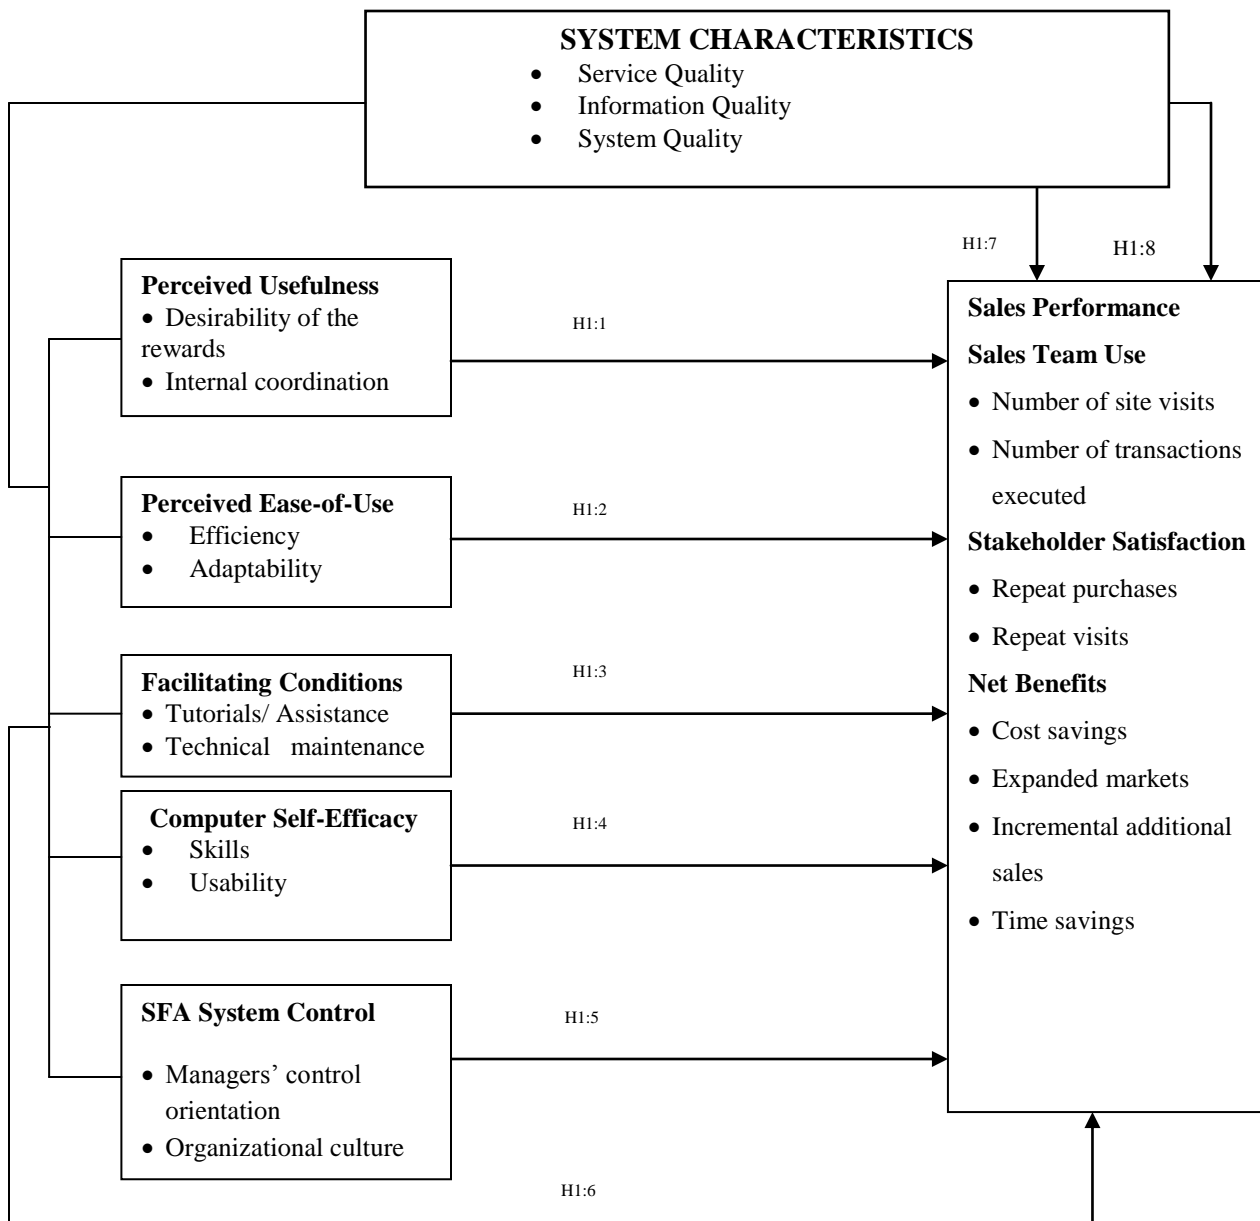 SYSTEM CHARACTERISTICS
• Service Quality
• Information Quality
• System Quality
H1:7
H1:8
Perceived Usefulness
• Desirability of the
rewards
• Internal coordination
H1:1
Perceived Ease-of-Use
• Efficiency
• Adaptability
H1:2
Facilitating Conditions
• Tutorials/ Assistance
• Technical maintenance
H1:3
Computer Self-Efficacy
• Skills
• Usability
H1:4
SFA System Control
• Managers’ control
orientation
• Organizational culture
H1:5
H1:6
Sales Performance
Sales Team Use
• Number of site visits
• Number of transactions
executed
Stakeholder Satisfaction
• Repeat purchases
• Repeat visits
Net Benefits
• Cost savings
• Expanded markets
• Incremental additional
sales
• Time savings